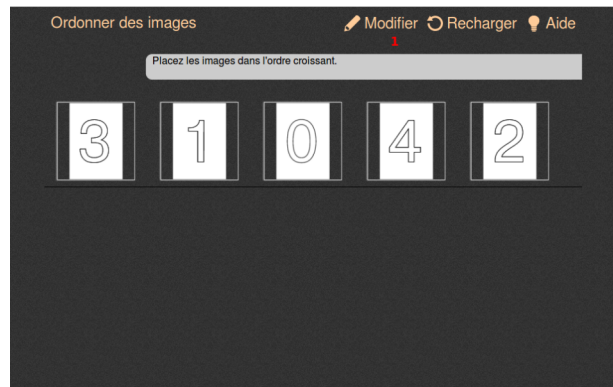 Ordonner des images Modifier Recharger Aide
1
Placez les images dans l'ordre croissant.
3 1 0 4 2